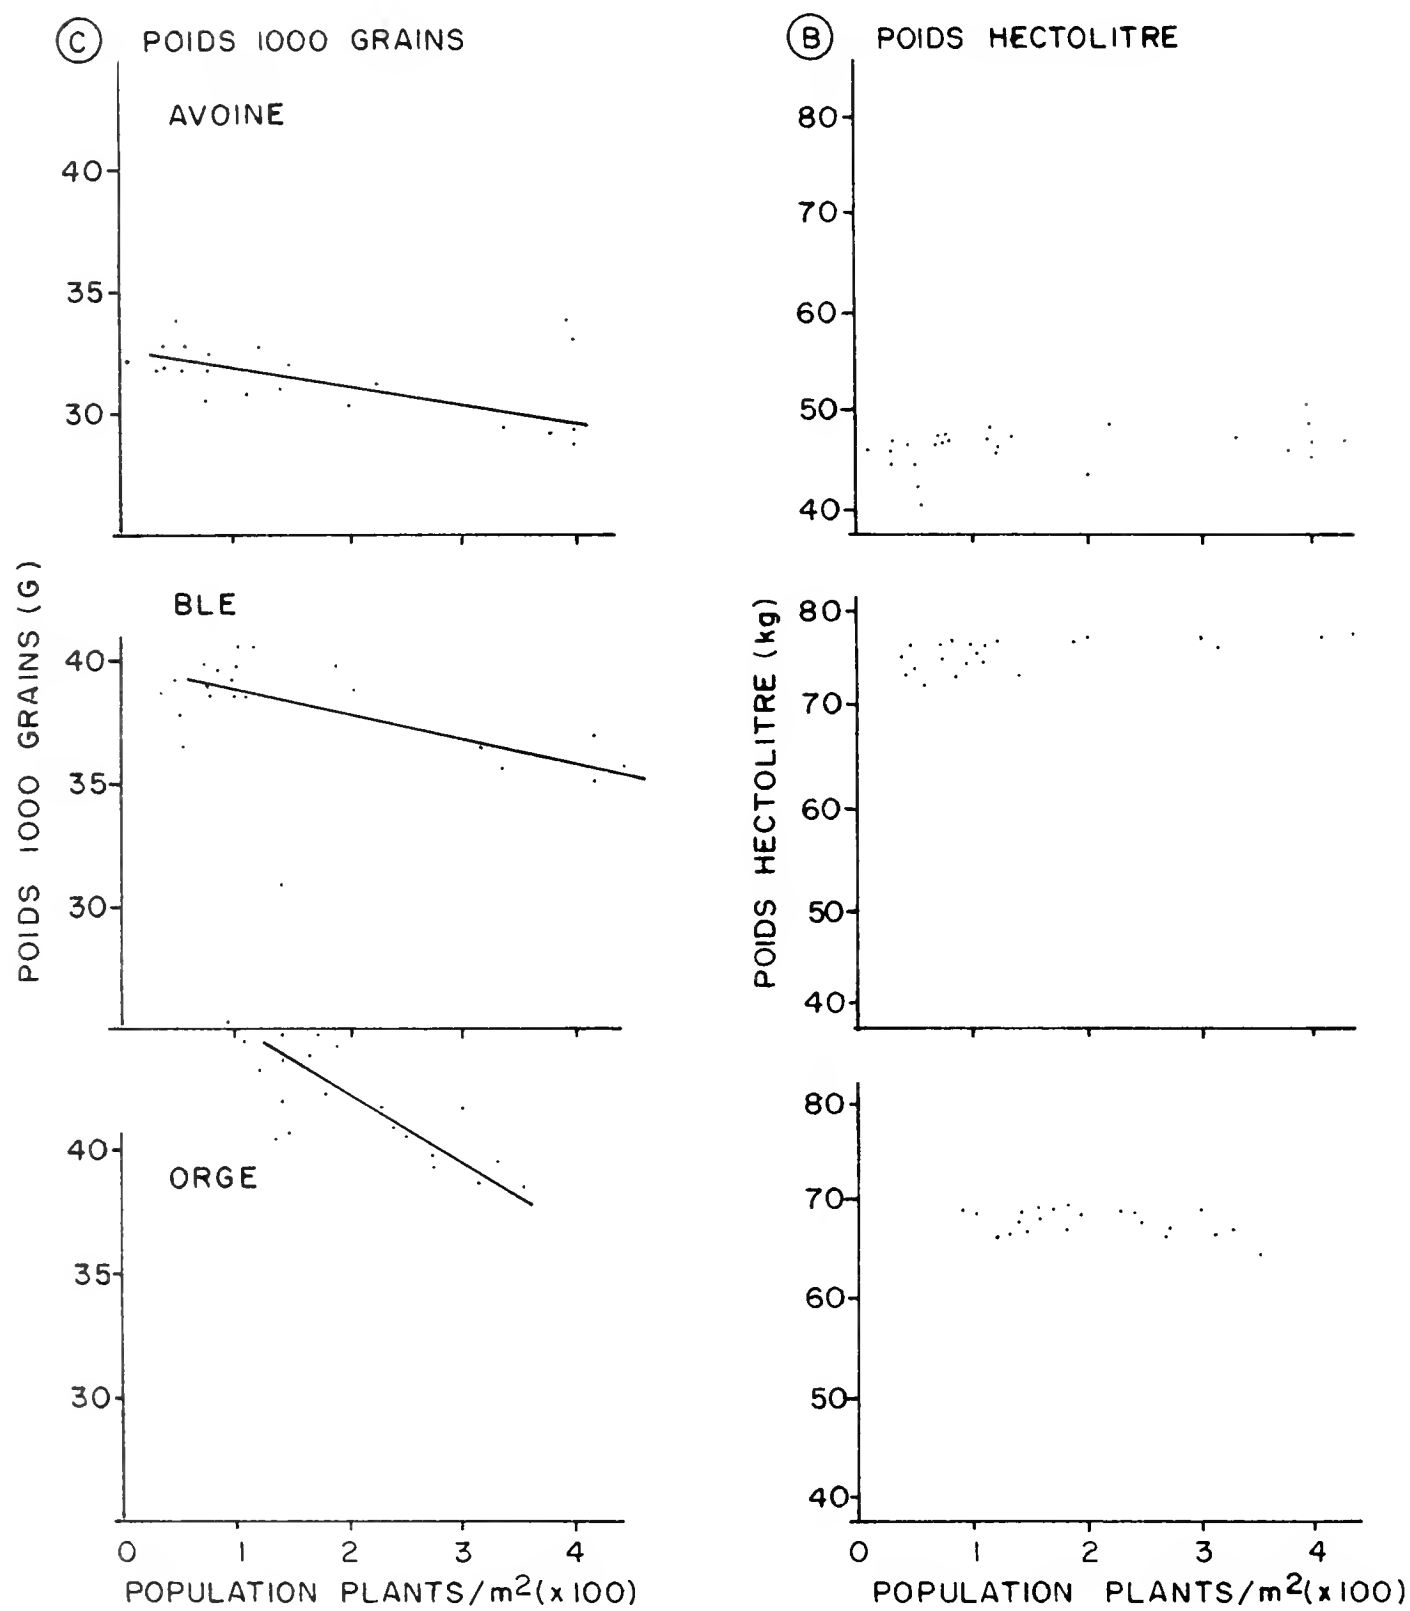 C POIDS 1000 GRAINS
AVOINE
40
35
30
POIDS 1000 GRAINS (G)
BLE
40
35
30
40
ORGE
35
30
0 1 2 3 4
POPULATION PLANTS/m²(x100)
B POIDS HECTOLITRE
80
70
60
50
40
POIDS HECTOLITRE (kg)
80
70
60
50
40
80
70
60
50
40
0 1 2 3 4
POPULATION PLANTS/m²(x100)